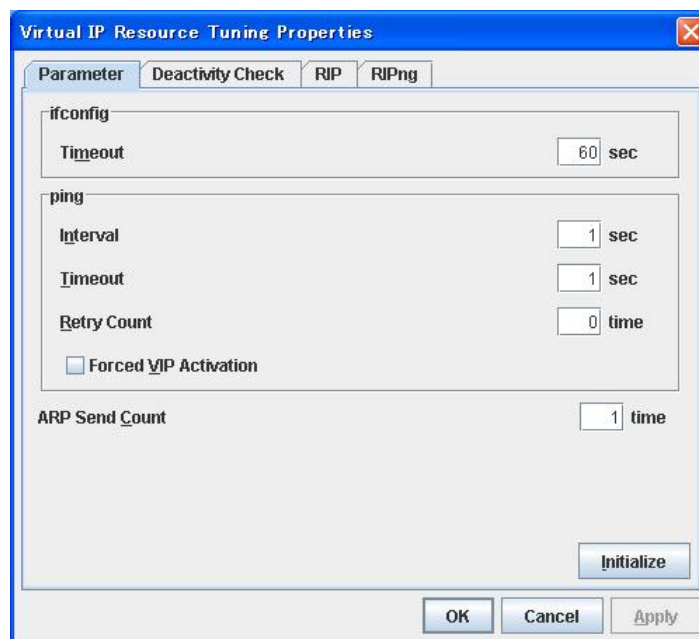 Virtual IP Resource Tuning Properties
Parameter Deactivity Check RIP RIPng
ifconfig
Timeout 60 sec
ping
Interval 1 sec
Timeout 1 sec
Retry Count 0 time
Forced VIP Activation
ARP Send Count 1 time
Initialize
OK Cancel Apply